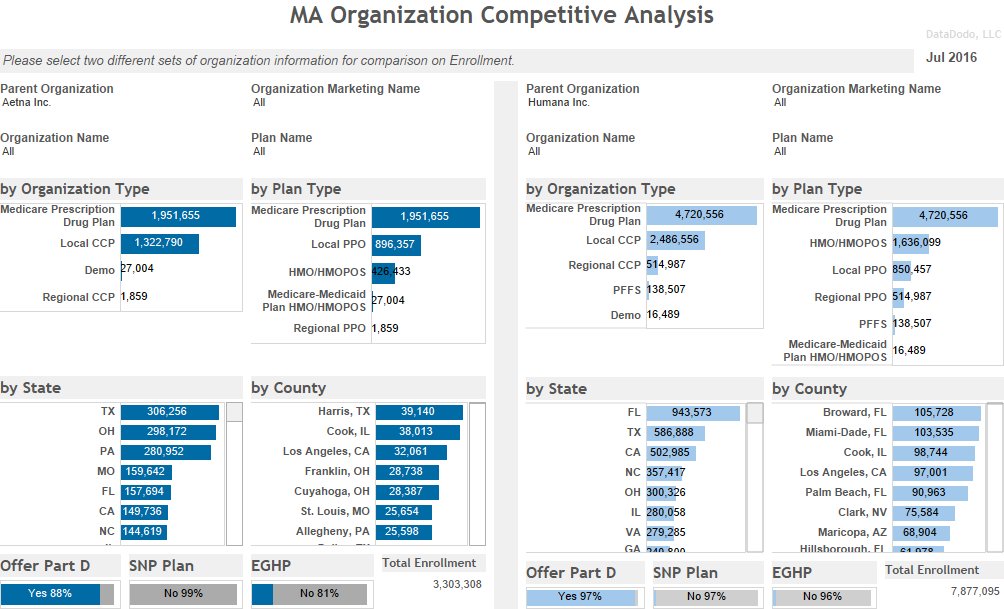 MA Organization Competitive Analysis
DataDodo, LLC
Please select two different sets of organization information for comparison on Enrollment.
Jul 2016
Parent Organization
Aetna Inc.
Organization Marketing Name
All
Organization Name
All
Plan Name
All
by Organization Type
Medicare Prescription
Drug Plan
1,951,655
Local CCP
1,322,790
Demo
27,004
Regional CCP
1,859
by Plan Type
Medicare Prescription
Drug Plan
1,951,655
Local PPO
896,357
HMO/HMOPOS
426,433
Medicare-Medicaid
Plan HMO/HMOPOS
27,004
Regional PPO
1,859
by State
TX 306,256
OH 298,172
PA 280,952
MO 159,642
FL 157,694
CA 149,736
NC 144,619
by County
Harris, TX 39,140
Cook, IL 38,013
Los Angeles, CA 32,061
Franklin, OH 28,738
Cuyahoga, OH 28,387
St. Louis, MO 25,654
Allegheny, PA 25,598
Offer Part D
Yes 88%
SNP Plan
No 99%
EGHP
No 81%
Total Enrollment
3,303,308
Parent Organization
Humana Inc.
Organization Marketing Name
All
Organization Name
All
Plan Name
All
by Organization Type
Medicare Prescription
Drug Plan
4,720,556
Local CCP
2,486,556
Regional CCP
514,987
PFFS
138,507
Demo
16,489
by Plan Type
Medicare Prescription
Drug Plan
4,720,556
HMO/HMOPOS
1,636,099
Local PPO
850,457
Regional PPO
514,987
PFFS
138,507
Medicare-Medicaid
Plan HMO/HMOPOS
16,489
by State
FL 943,573
TX 586,888
CA 502,985
NC 357,417
OH 300,326
IL 280,058
VA 279,285
GA
by County
Broward, FL 105,728
Miami-Dade, FL 103,535
Cook, IL 98,744
Los Angeles, CA 97,001
Palm Beach, FL 90,963
Clark, NV 75,584
Maricopa, AZ 68,904
Hillsborough, FL 61,978
Offer Part D
Yes 97%
SNP Plan
No 97%
EGHP
No 96%
Total Enrollment
7,877,095